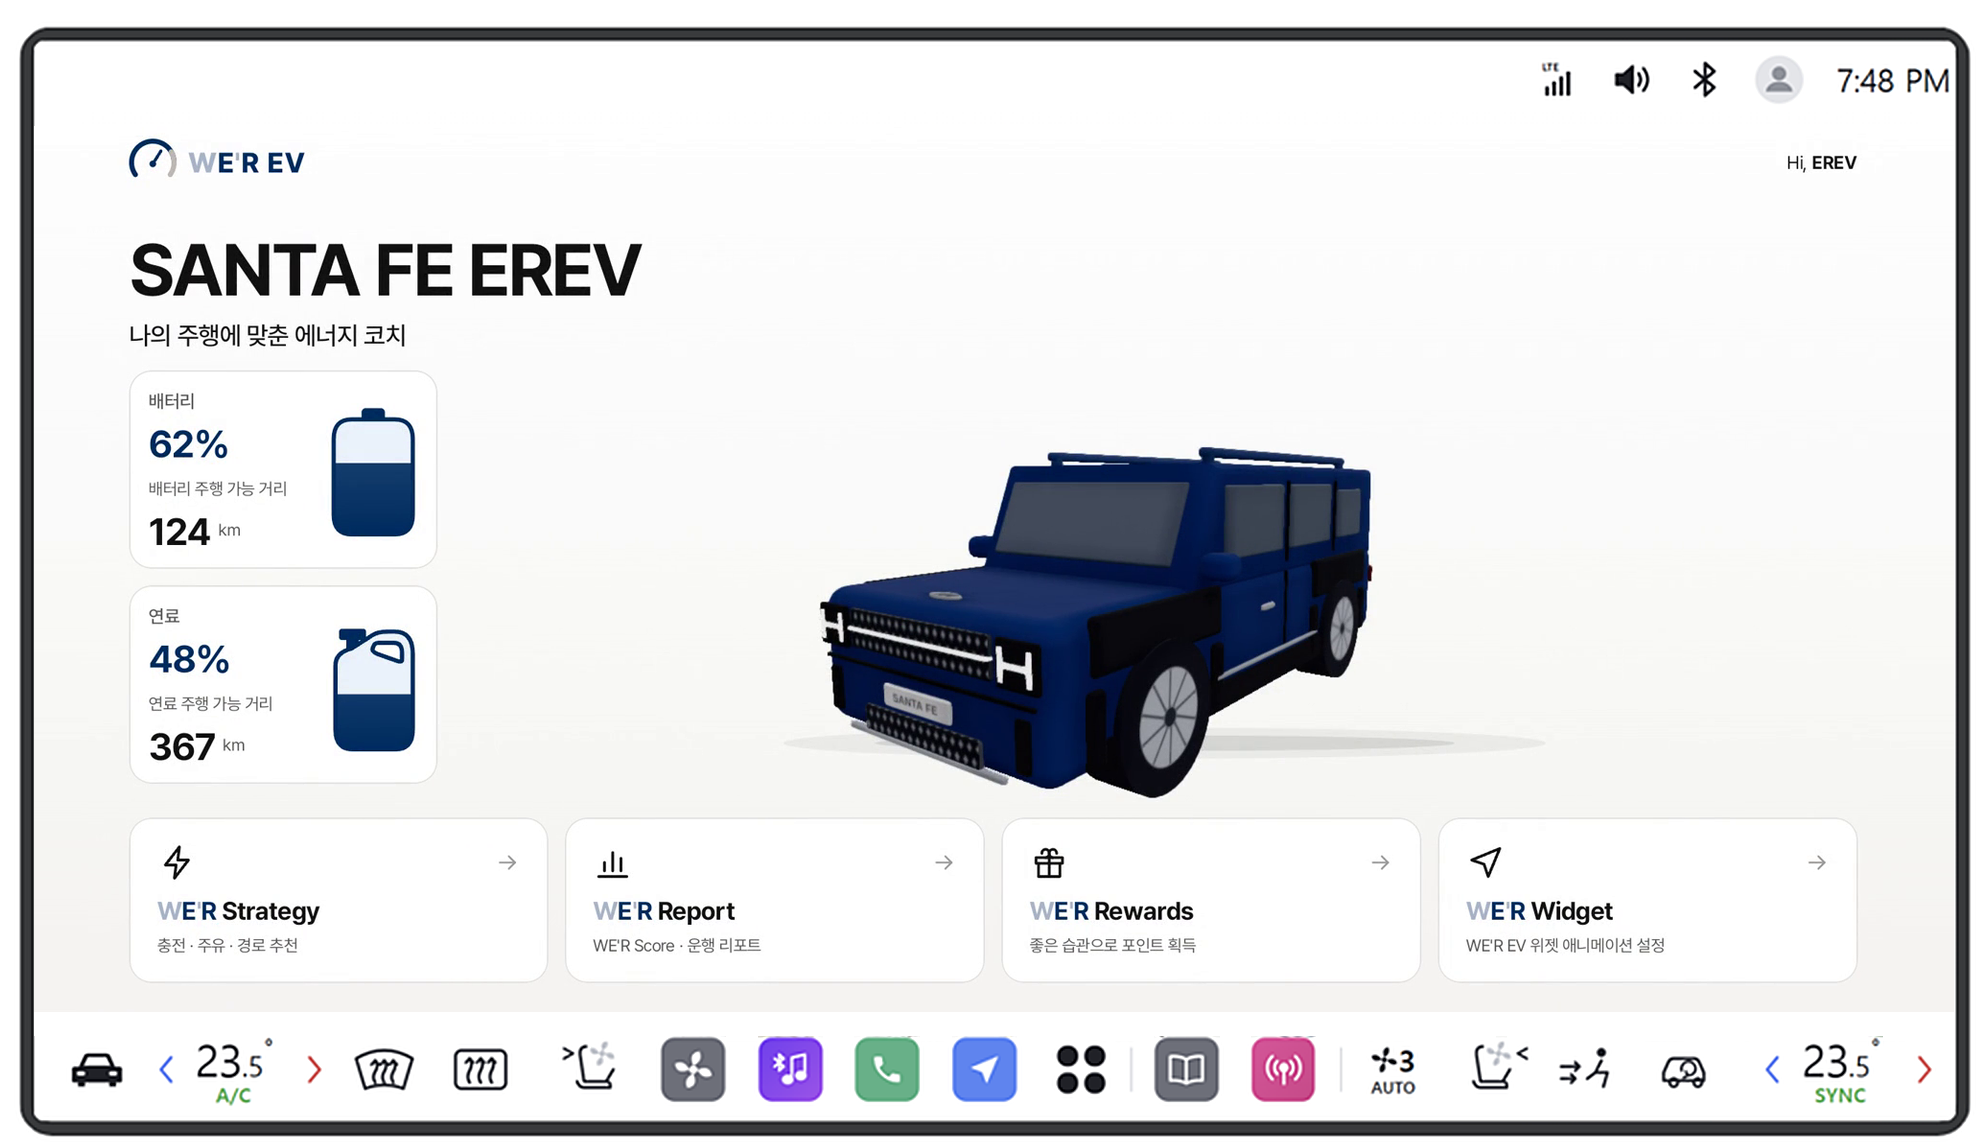 LTE
7:48 PM
WE'R EV
Hi, EREV
SANTA FE EREV
나의 주행에 맞춘 에너지 코치
배터리
62%
배터리 주행 가능 거리
124 km
연료
48%
연료 주행 가능 거리
367 km
SANTA FE
WE'R Strategy
충전 · 주유 · 경로 추천
WE'R Report
WE'R Score · 운행 리포트
WE'R Rewards
좋은 습관으로 포인트 획득
WE'R Widget
WE'R EV 위젯 애니메이션 설정
23.5°
A/C
3
AUTO
23.5°
SYNC